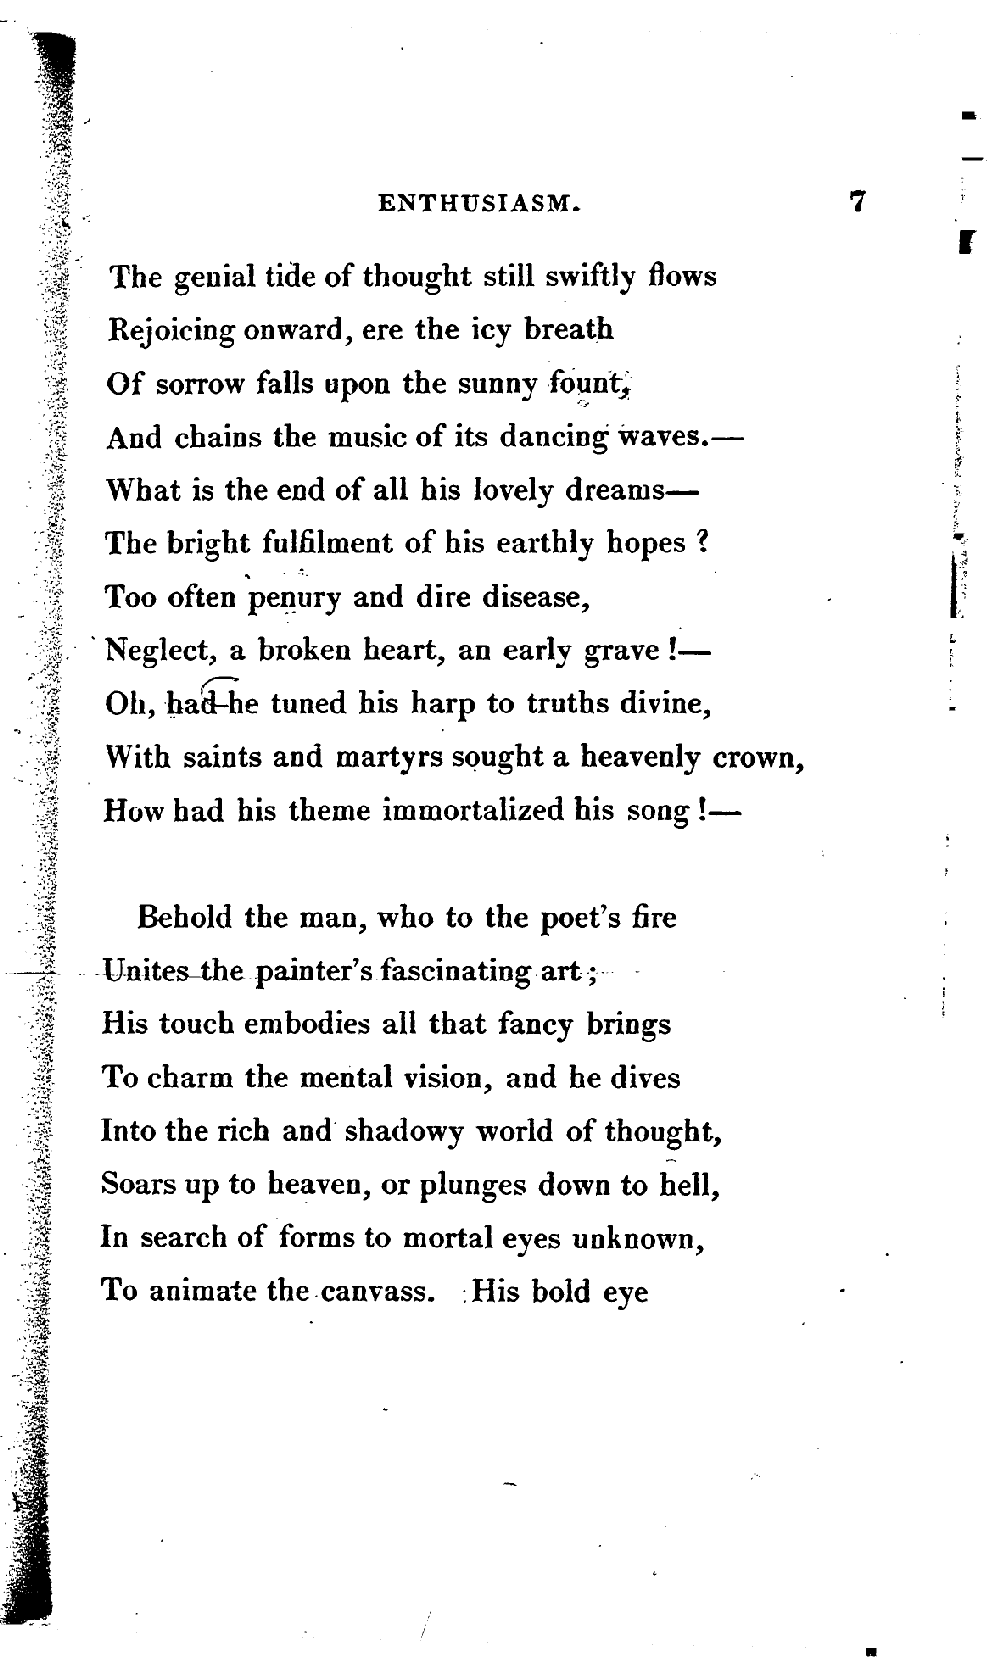 ENTHUSIASM. 7
The genial tide of thought still swiftly flows
Rejoicing onward, ere the icy breath
Of sorrow falls upon the sunny fount,
And chains the music of its dancing waves.—
What is the end of all his lovely dreams—
The bright fulfilment of his earthly hopes ?
Too often penury and dire disease,
Neglect, a broken heart, an early grave !—
Oh, had he tuned his harp to truths divine,
With saints and martyrs sought a heavenly crown,
How had his theme immortalized his song !—
Behold the man, who to the poet's fire
Unites the painter's fascinating art ;
His touch embodies all that fancy brings
To charm the mental vision, and he dives
Into the rich and shadowy world of thought,
Soars up to heaven, or plunges down to hell,
In search of forms to mortal eyes unknown,
To animate the canvass. His bold eye